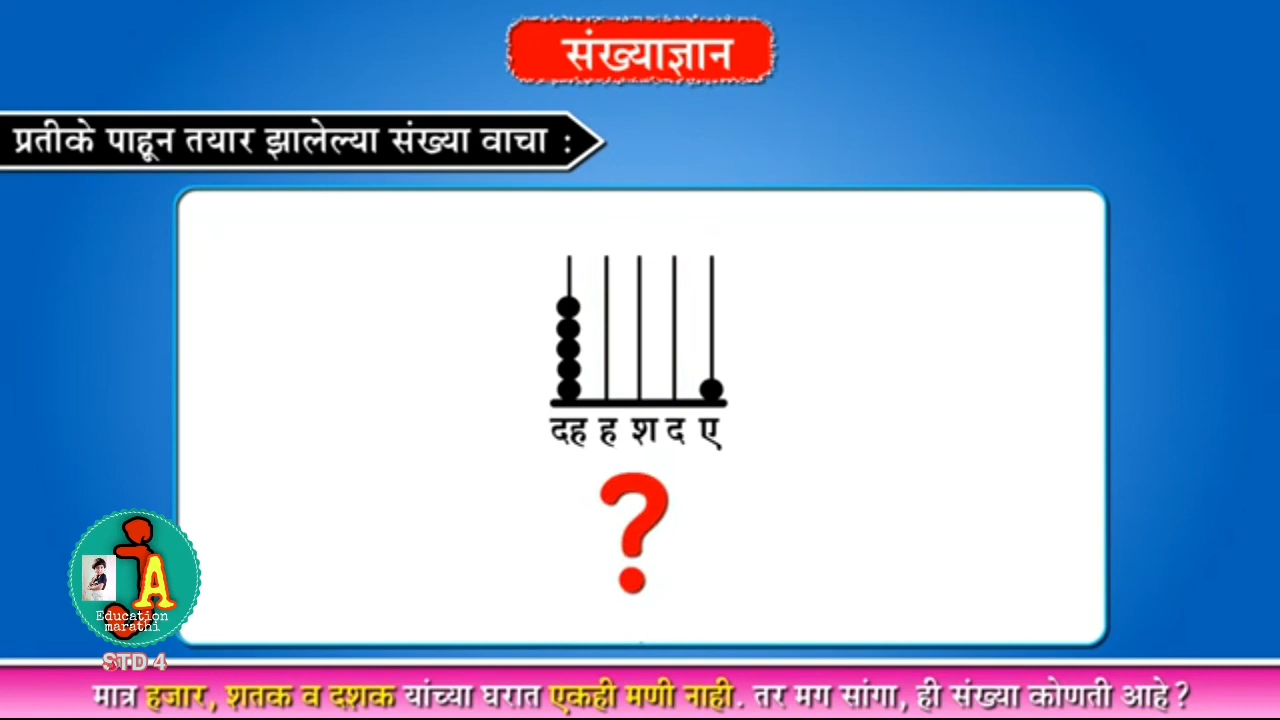 संख्याज्ञान
प्रतीके पाहून तयार झालेल्या संख्या वाचा :
दह ह श द ए
?
A
Education
marathi
STD 4
मात्र हजार, शतक व दशक यांच्या घरात एकही मणी नाही. तर मग सांगा, ही संख्या कोणती आहे ?